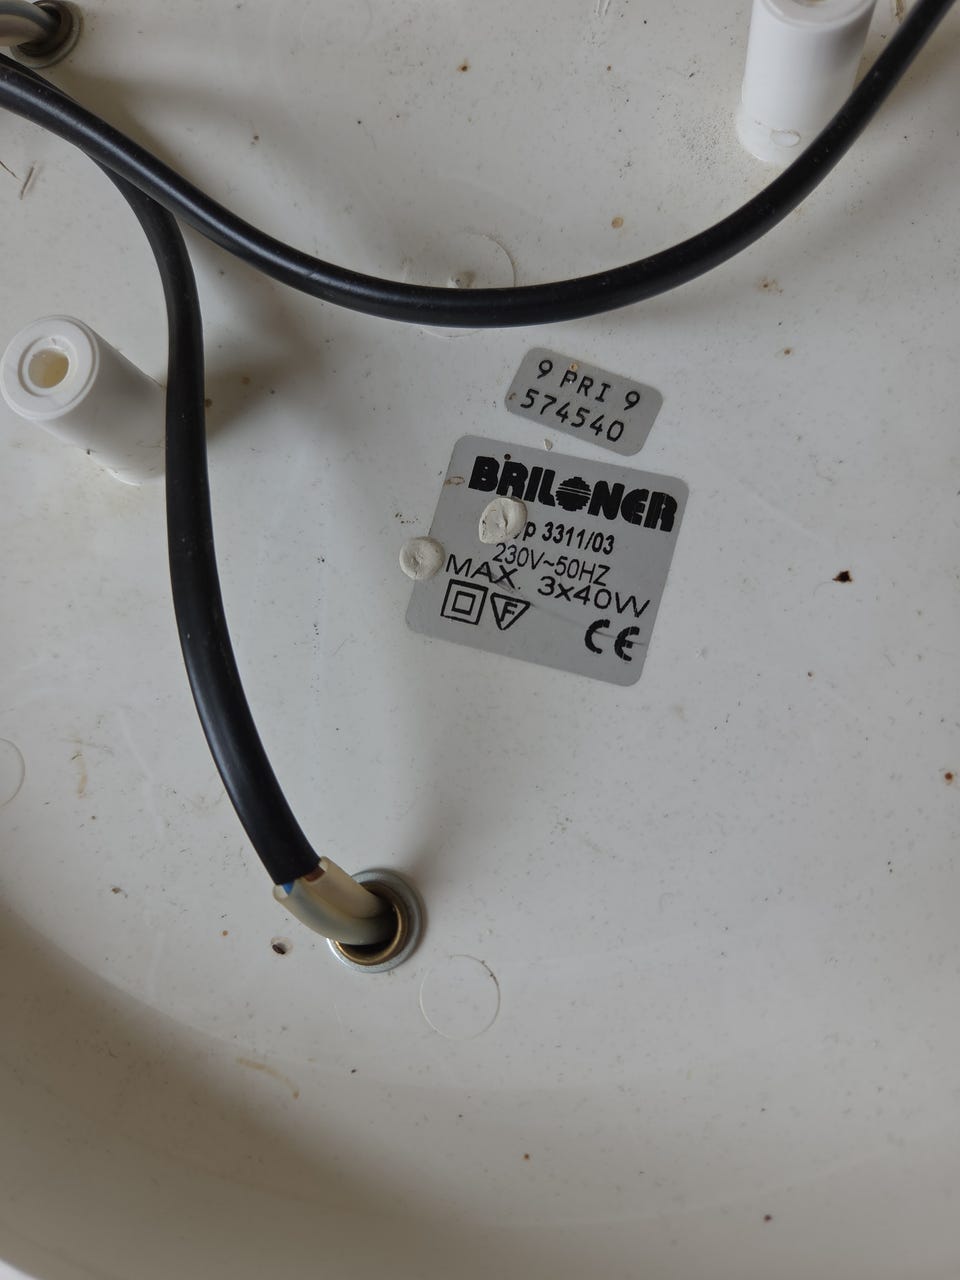 9 PRI 9
574540
BRILONER
3311/03
230V~50HZ
MAX. 3x40W
F
CE